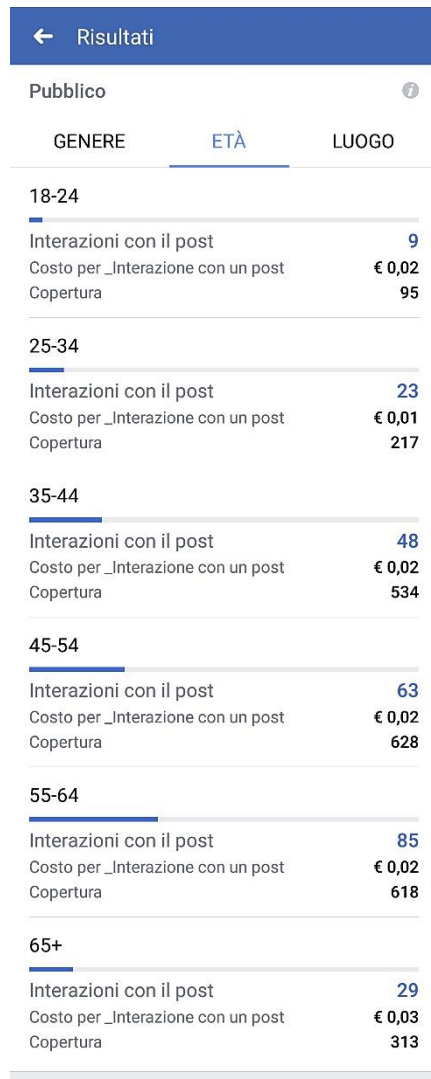 Risultati
Pubblico
GENERE ETÀ LUOGO
18-24
Interazioni con il post 9
Costo per _Interazione con un post € 0,02
Copertura 95
25-34
Interazioni con il post 23
Costo per _Interazione con un post € 0,01
Copertura 217
35-44
Interazioni con il post 48
Costo per _Interazione con un post € 0,02
Copertura 534
45-54
Interazioni con il post 63
Costo per _Interazione con un post € 0,02
Copertura 628
55-64
Interazioni con il post 85
Costo per _Interazione con un post € 0,02
Copertura 618
65+
Interazioni con il post 29
Costo per _Interazione con un post € 0,03
Copertura 313